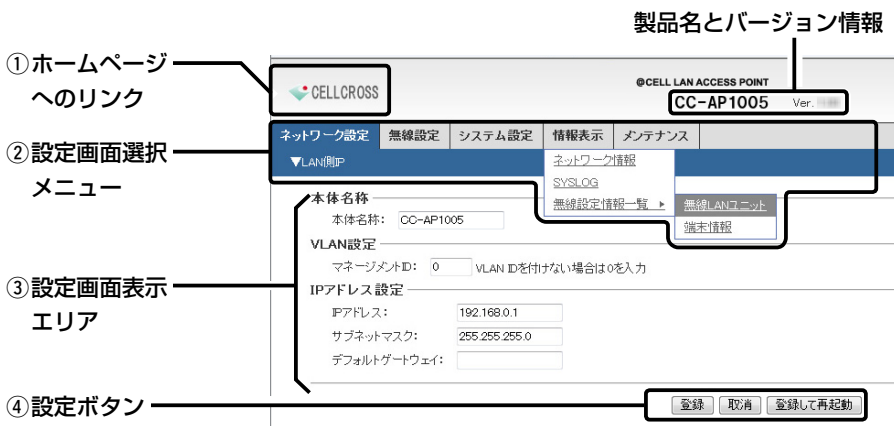 製品名とバージョン情報
①ホームページ
へのリンク
CELLCROSS
@CELL LAN ACCESS POINT
CC-AP1005 Ver.
②設定画面選択
メニュー
ネットワーク設定 無線設定 システム設定 情報表示 メンテナンス
▼LAN側IP
ネットワーク情報
SYSLOG
無線設定情報一覧 ▶ 無線LANユニット
端末情報
③設定画面表示
エリア
本体名称
本体名称: CC-AP1005
VLAN設定
マネージメントID: 0 VLAN IDを付けない場合は0を入力
IPアドレス設定
IPアドレス: 192.168.0.1
サブネットマスク: 255.255.255.0
デフォルトゲートウェイ:
④設定ボタン
登録 取消 登録して再起動